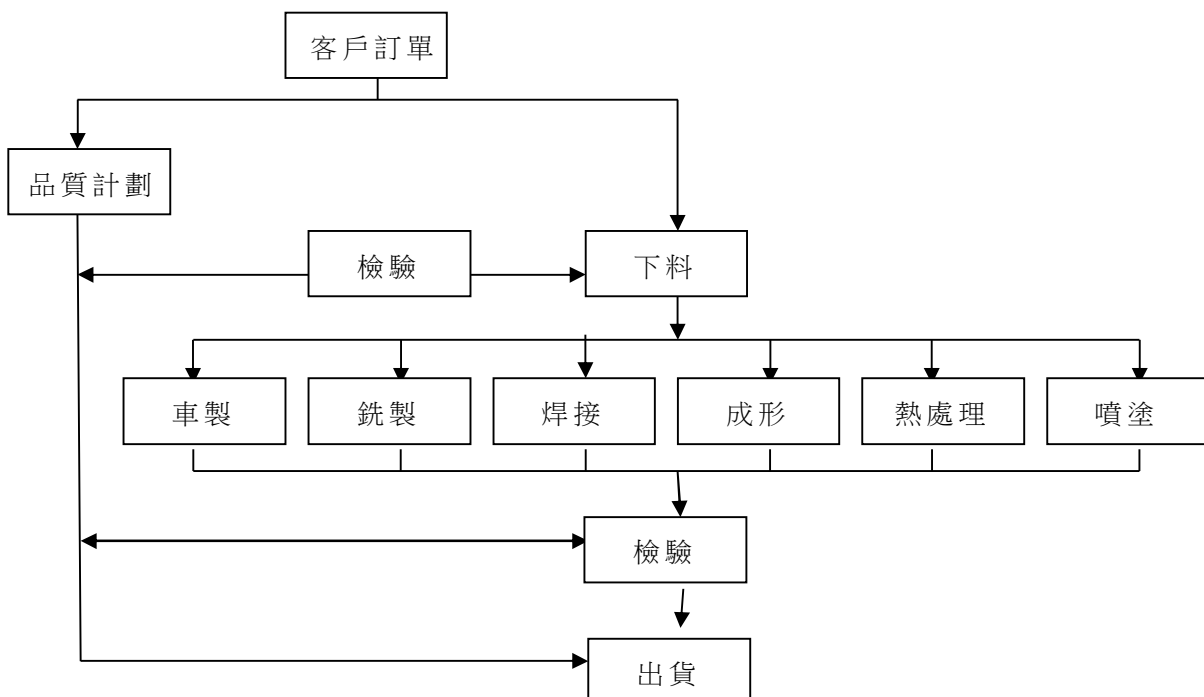 客戶訂單
品質計劃
檢驗
下料
車製
銑製
焊接
成形
熱處理
噴塗
檢驗
出貨